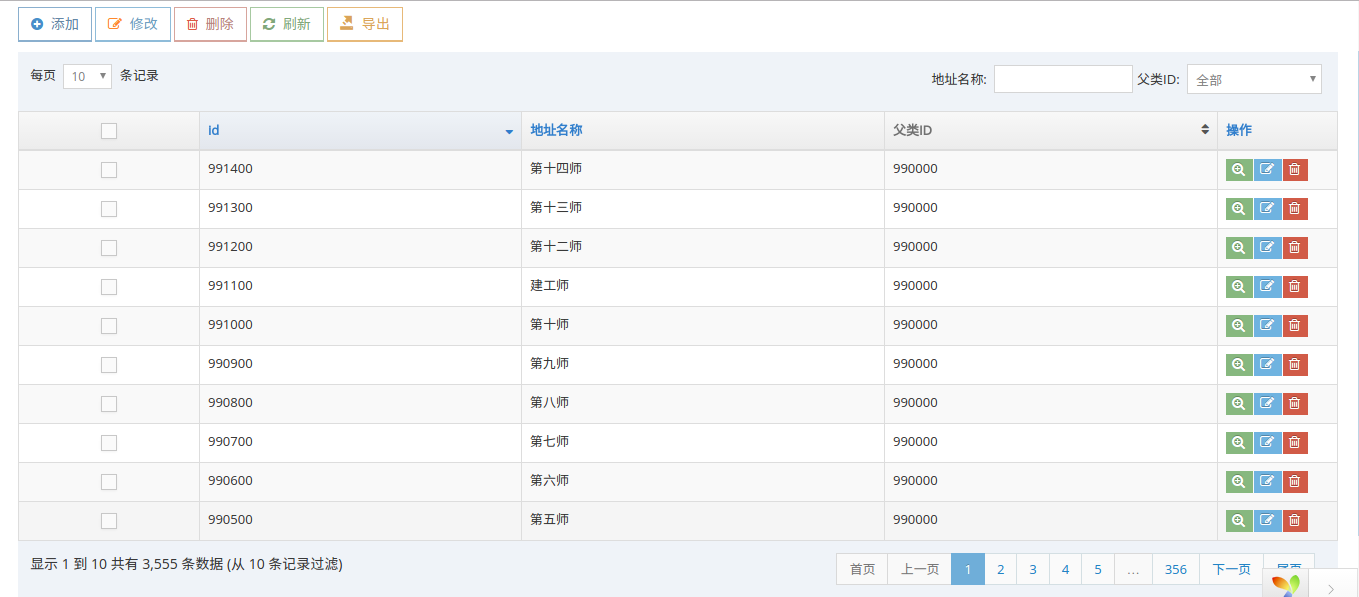 添加 修改 删除 刷新 导出
每页 10 条记录 地址名称: 父类ID: 全部
Id 地址名称 父类ID 操作
991400 第十四师 990000
991300 第十三师 990000
991200 第十二师 990000
991100 建工师 990000
991000 第十师 990000
990900 第九师 990000
990800 第八师 990000
990700 第七师 990000
990600 第六师 990000
990500 第五师 990000
显示 1 到 10 共有 3,555 条数据 (从 10 条记录过滤) 首页 上一页 1 2 3 4 5 … 356 下一页 尾页